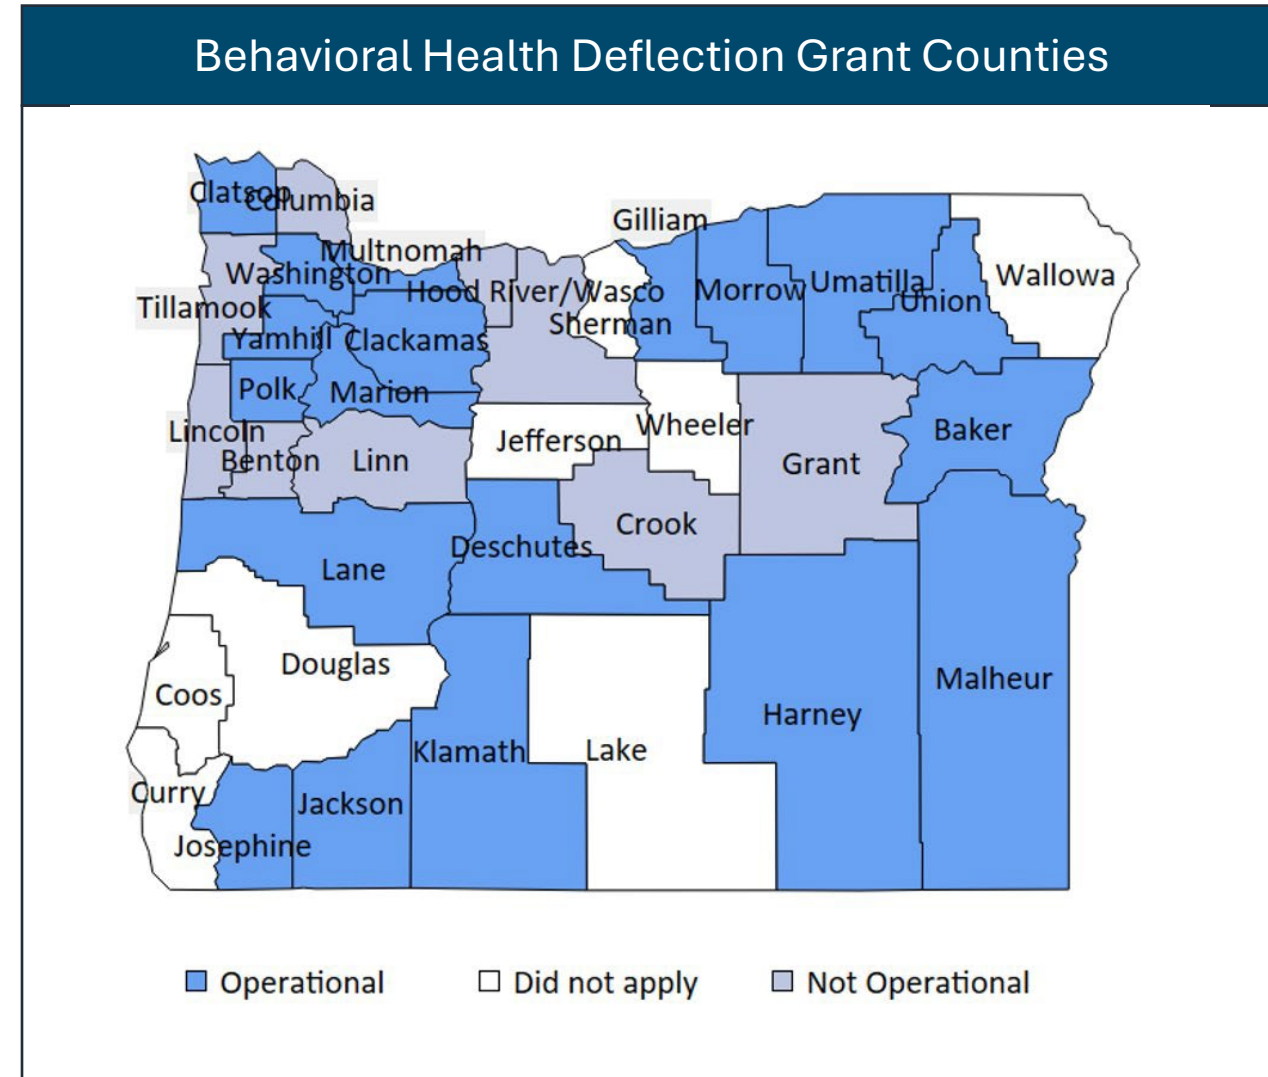 Behavioral Health Deflection Grant Counties
Clatsop
Columbia
Gilliam
Multnomah
Washington
Hood River/Wasco
Morrow
Umatilla
Union
Wallowa
Tillamook
Sherman
Yamhill
Clackamas
Polk
Marion
Lincoln
Benton
Linn
Jefferson
Wheeler
Grant
Baker
Crook
Deschutes
Lane
Douglas
Coos
Malheur
Harney
Klamath
Lake
Curry
Jackson
Josephine
Operational
Did not apply
Not Operational